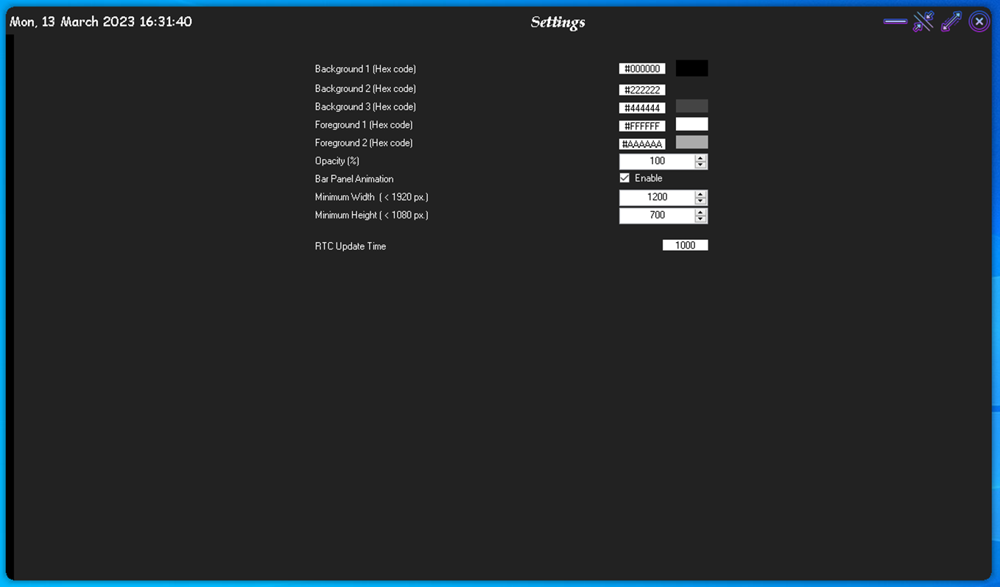 Mon, 13 March 2023 16:31:40 Settings
Background 1 (Hex code) #000000
Background 2 (Hex code) #222222
Background 3 (Hex code) #444444
Foreground 1 (Hex code) #FFFFFF
Foreground 2 (Hex code) #AAAAAA
Opacity (%) 100
Bar Panel Animation Enable
Minimum Width ( < 1920 px.) 1200
Minimum Height ( < 1080 px.) 700
RTC Update Time 1000